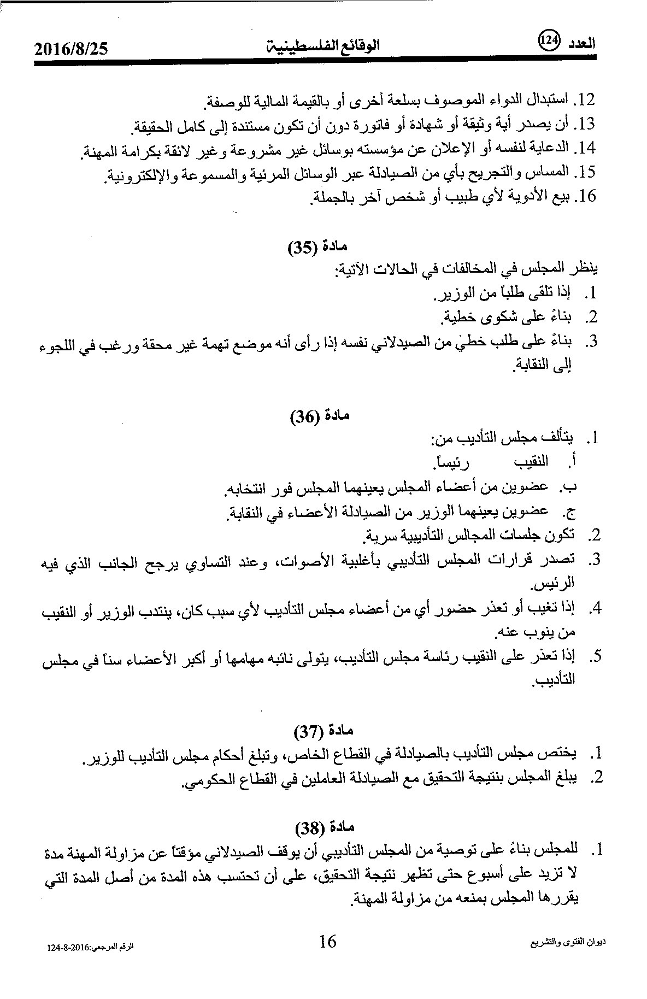 العدد 124 الوقائع الفلسطينية 2016/8/25
12. استبدال الدواء الموصوف بسلعة أخرى أو بالقيمة المالية للوصفة.
13. أن يصدر أية وثيقة أو شهادة أو فاتورة دون أن تكون مستندة إلى كامل الحقيقة.
14. الدعاية لنفسه أو الإعلان عن مؤسسته بوسائل غير مشروعة وغير لائقة بكرامة المهنة.
15. المساس والتجريح بأي من الصيادلة عبر الوسائل المرئية والمسموعة والإلكترونية.
16. بيع الأدوية لأي طبيب أو شخص آخر بالجملة.
مادة (35)
ينظر المجلس في المخالفات في الحالات الآتية:
1. إذا تلقى طلباً من الوزير.
2. بناءً على شكوى خطية.
3. بناءً على طلب خطي من الصيدلاني نفسه إذا رأى أنه موضع تهمة غير محقة ورغب في اللجوء
إلى النقابة.
مادة (36)
1. يتألف مجلس التأديب من:
أ. النقيب رئيساً.
ب. عضوين من أعضاء المجلس يعينهما المجلس فور انتخابه.
ج. عضوين يعينهما الوزير من الصيادلة الأعضاء في النقابة.
2. تكون جلسات المجالس التأديبية سرية.
3. تصدر قرارات المجلس التأديبي بأغلبية الأصوات، وعند التساوي يرجح الجانب الذي فيه
الرئيس.
4. إذا تغيب أو تعذر حضور أي من أعضاء مجلس التأديب لأي سبب كان، ينتدب الوزير أو النقيب
من ينوب عنه.
5. إذا تعذر على النقيب رئاسة مجلس التأديب، يتولى نائبه مهامها أو أكبر الأعضاء سناً في مجلس
التأديب.
مادة (37)
1. يختص مجلس التأديب بالصيادلة في القطاع الخاص، وتبلغ أحكام مجلس التأديب للوزير.
2. يبلغ المجلس بنتيجة التحقيق مع الصيادلة العاملين في القطاع الحكومي.
مادة (38)
1. للمجلس بناءً على توصية من المجلس التأديبي أن يوقف الصيدلاني مؤقتاً عن مزاولة المهنة مدة
لا تزيد على أسبوع حتى تظهر نتيجة التحقيق، على أن تحتسب هذه المدة من أصل المدة التي
يقررها المجلس بمنعه من مزاولة المهنة.
ديوان الفتوى والتشريع 16 الرقم المرجعي:2016-8-124